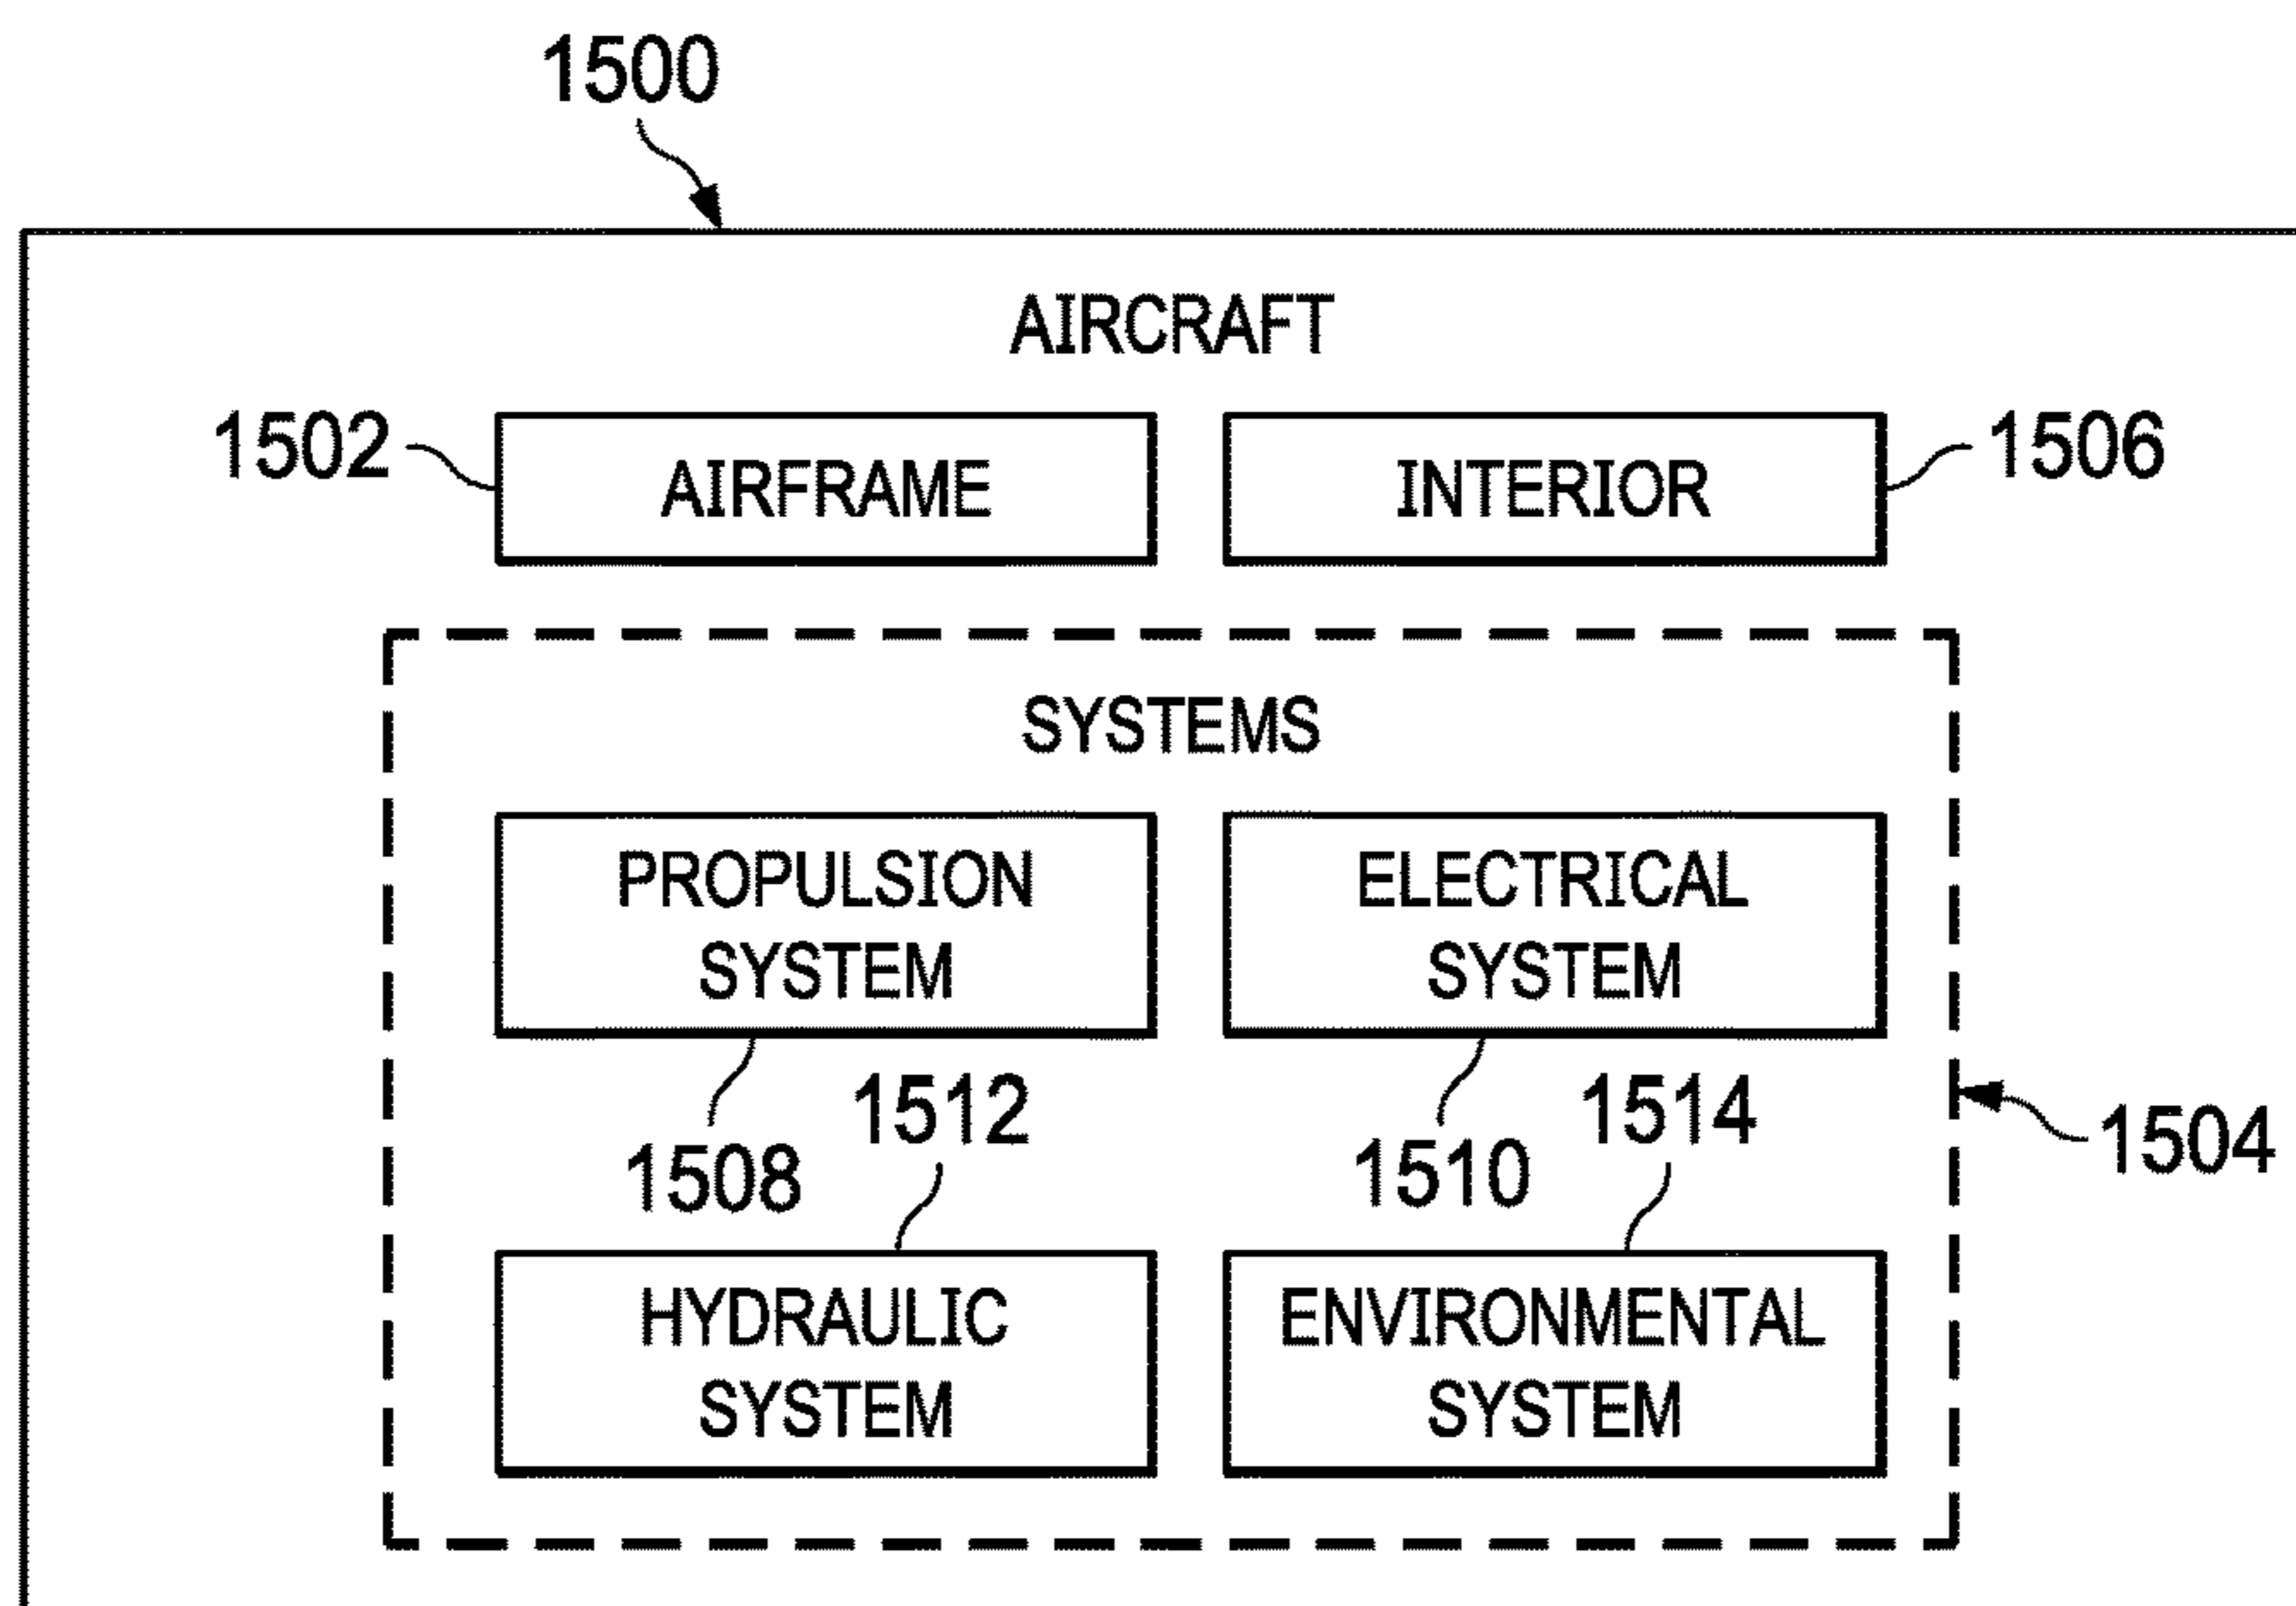 1500
AIRCRAFT
1502
AIRFRAME
INTERIOR
1506
SYSTEMS
PROPULSION
SYSTEM
ELECTRICAL
SYSTEM
1508
1512
1510
1514
1504
HYDRAULIC
SYSTEM
ENVIRONMENTAL
SYSTEM